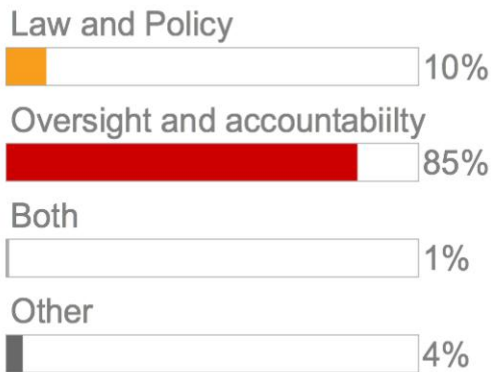 Law and Policy
10%
Oversight and accountabiilty
85%
Both
1%
Other
4%